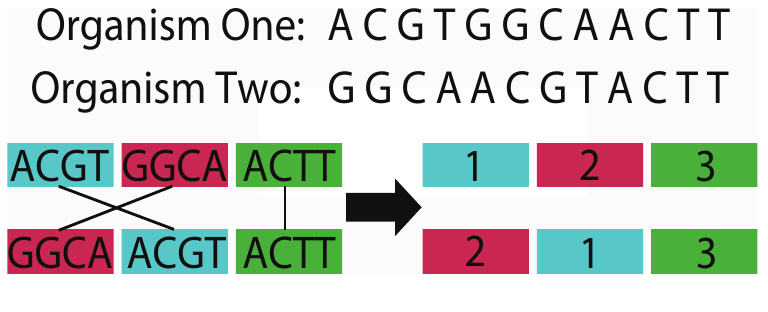 Organism One: A C G T G G C A A C T T
Organism Two: G G C A A C G T A C T T
ACGT GGCA ACTT 1 2 3
GGCA ACGT ACTT 2 1 3